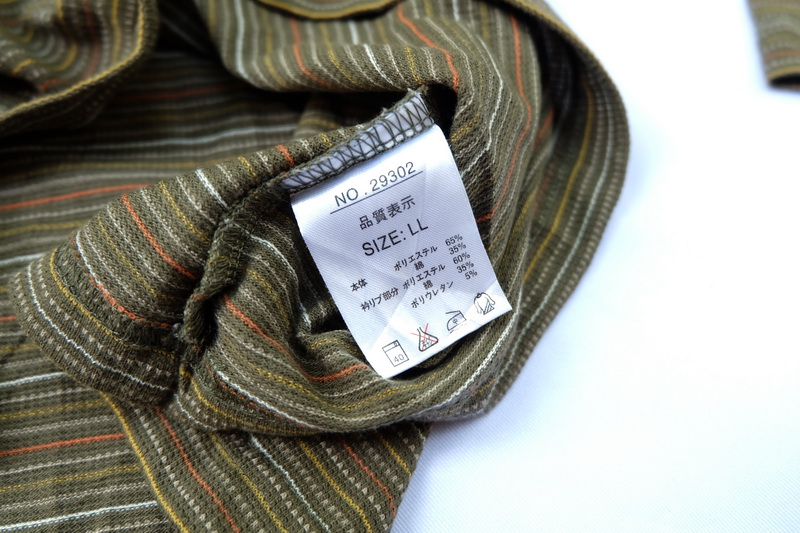 NO.29302
品質表示
SIZE:LL
本体 ポリエステル 65%
綿 35%
衿リブ部分 ポリエステル 60%
綿 35%
ポリウレタン 5%
40